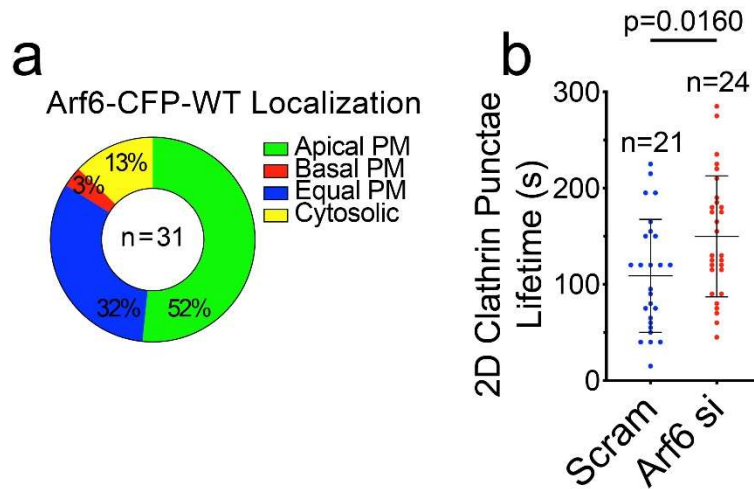 a
Arf6-CFP-WT Localization
Apical PM
Basal PM
Equal PM
Cytosolic
13%
3%
n=31
32%
52%
b
p=0.0160
n=24
n=21
2D Clathrin Punctae
Lifetime (s)
300
200
100
0
Scram
Arf6 si